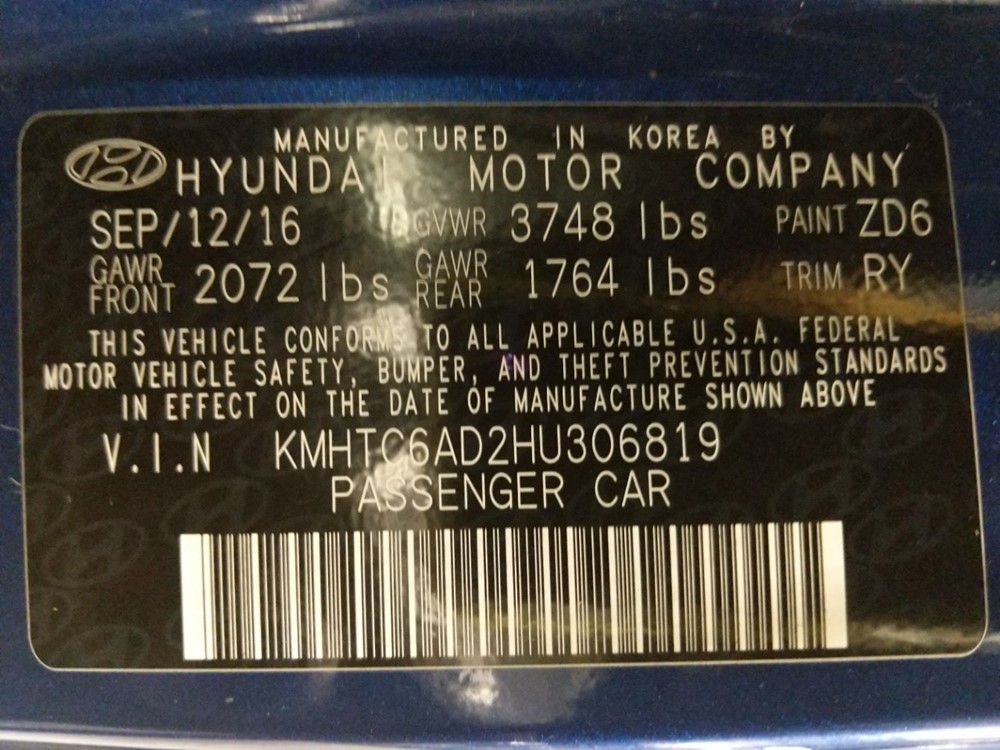 MANUFACTURED IN KOREA BY
HYUNDAI MOTOR COMPANY
SEP/12/16 GVWR 3748 lbs PAINT ZD6
GAWR FRONT 2072 lbs GAWR REAR 1764 lbs TRIM RY
THIS VEHICLE CONFORMS TO ALL APPLICABLE U.S.A. FEDERAL
MOTOR VEHICLE SAFETY, BUMPER, AND THEFT PREVENTION STANDARDS
IN EFFECT ON THE DATE OF MANUFACTURE SHOWN ABOVE
V.I.N KMHTC6AD2HU306819
PASSENGER CAR